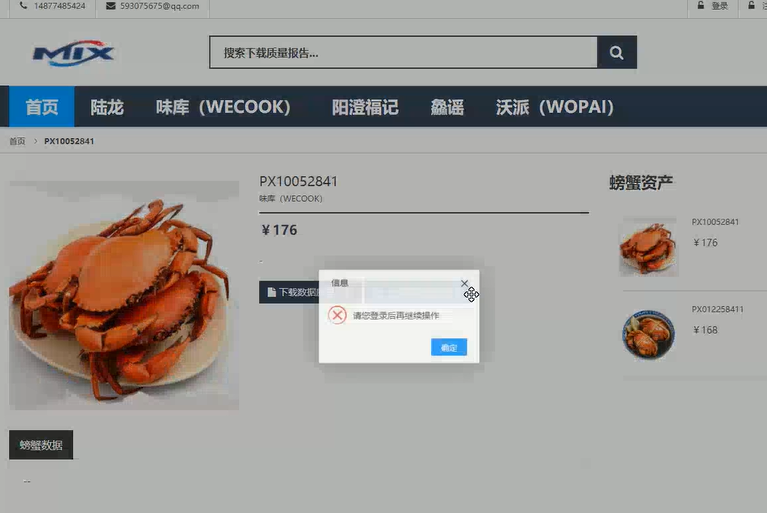 14877485424 593075675@qq.com 登录
MIX
搜索下载质量报告...
首页 陆龙 味库（WECOOK） 阳澄福记 鱻谣 沃派（WOPAI）
首页 > PX10052841
PX10052841
味库（WECOOK）
￥176
下载数据
信息
请您登录后再继续操作
确定
螃蟹资产
PX10052841
￥176
PX012258411
￥168
螃蟹数据
...